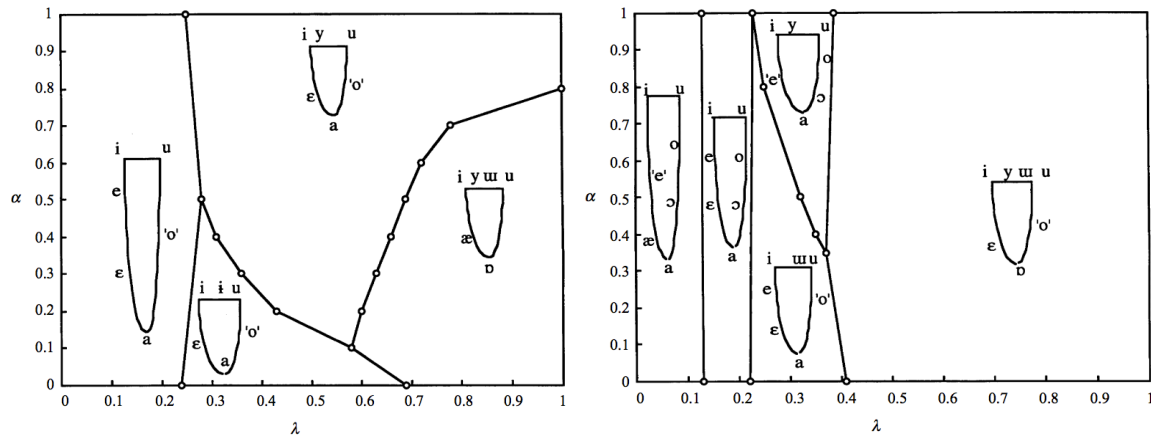 1
0.9
0.8
0.7
0.6
0.5
0.4
0.3
0.2
0.1
0
α
i y u
ɛ 'o'
a
i u
e
'o'
ɛ
a
i y ɯ u
æ 'o'
ɒ
i ɨ u
ɛ 'o'
a
0 0.1 0.2 0.3 0.4 0.5 0.6 0.7 0.8 0.9 1
λ
1
0.9
0.8
0.7
0.6
0.5
0.4
0.3
0.2
0.1
0
α
i y u
'e' o
ɔ
a
i u
o
'e'
ɔ
æ
a
i u
e o
ɛ ɔ
a
i y ɯ u
'o'
ɛ
ɒ
i ɯ u
e 'o'
ɛ
a
0 0.1 0.2 0.3 0.4 0.5 0.6 0.7 0.8 0.9 1
λ